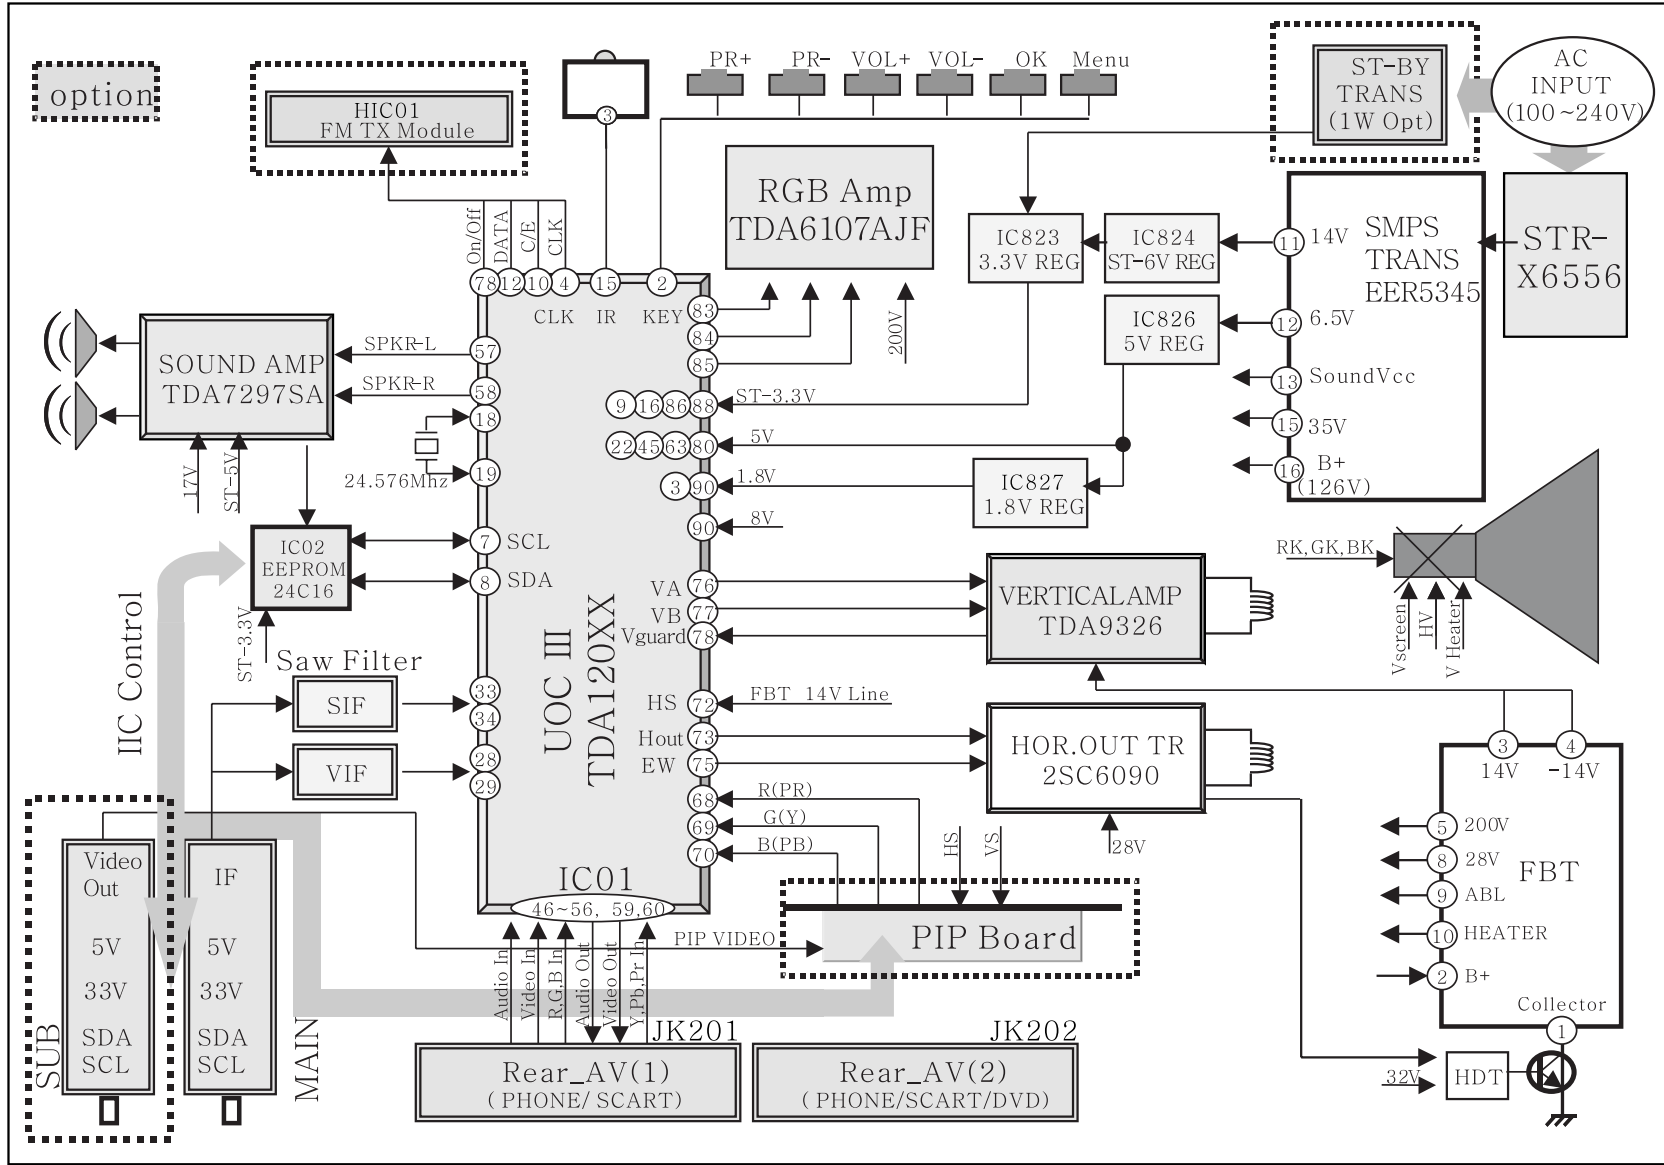 option
HIC01
FM TX Module
On/Off
DATA
C/E
CLK
3
PR+
PR-
VOL+
VOL-
OK
Menu
RGB Amp
TDA6107AJF
200V
ST-BY
TRANS
(1W Opt)
AC
INPUT
(100~240V)
STR-
X6556
SMPS
TRANS
EER5345
11
14V
12
6.5V
13
SoundVcc
15
35V
16
B+
(126V)
IC823
3.3V REG
IC824
ST-6V REG
IC826
5V REG
IC827
1.8V REG
78
12
10
4
15
2
CLK
IR
KEY
83
84
85
9
16
86
88
ST-3.3V
22
45
63
80
5V
3
90
1.8V
90
8V
SOUND AMP
TDA7297SA
SPKR-L
57
SPKR-R
58
18
19
24.576Mhz
17V
ST-5V
IC02
EEPROM
24C16
ST-3.3V
7
SCL
8
SDA
IIC Control
Saw Filter
SIF
VIF
33
34
28
29
UOC III
TDA120XX
IC01
46~56, 59,60
VA
76
VB
77
Vguard
78
HS
72
FBT 14V Line
Hout
73
EW
75
68
R(PR)
69
G(Y)
70
B(PB)
VERTICALAMP
TDA9326
HOR.OUT TR
2SC6090
28V
HS
VS
PIP Board
PIP VIDEO
RK,GK,BK
Vscreen
HV
V Heater
3
4
14V
-14V
5
200V
8
28V
9
ABL
10
HEATER
2
B+
FBT
Collector
1
32V
HDT
Video
Out
5V
33V
SDA
SCL
SUB
IF
5V
33V
SDA
SCL
MAIN
Audio In
Video In
R,G,B In
Audio Out
Video Out
Y,Pb,Pr In
JK201
Rear_AV(1)
( PHONE/ SCART)
JK202
Rear_AV(2)
( PHONE/SCART/DVD)